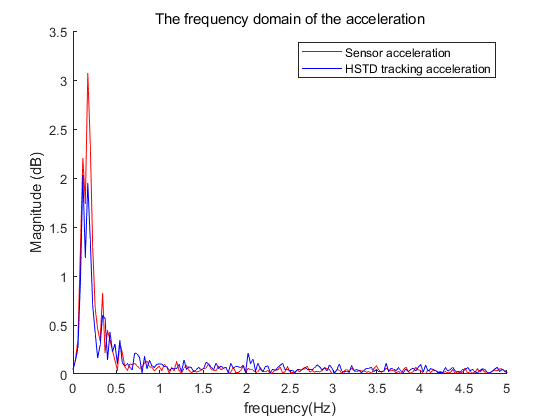 The frequency domain of the acceleration
Sensor acceleration
HSTD tracking acceleration
Magnitude (dB)
3.5
3
2.5
2
1.5
1
0.5
0
0 0.5 1 1.5 2 2.5 3 3.5 4 4.5 5
frequency(Hz)